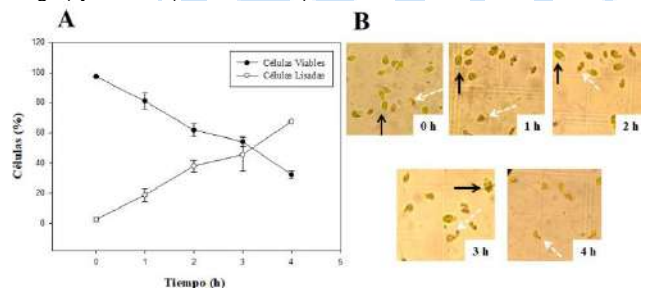 A
B
120
100
80
60
40
20
0
Células (%)
Células Viables
Células Lisadas
0 1 2 3 4 5
Tiempo (h)
0 h
1 h
2 h
3 h
4 h